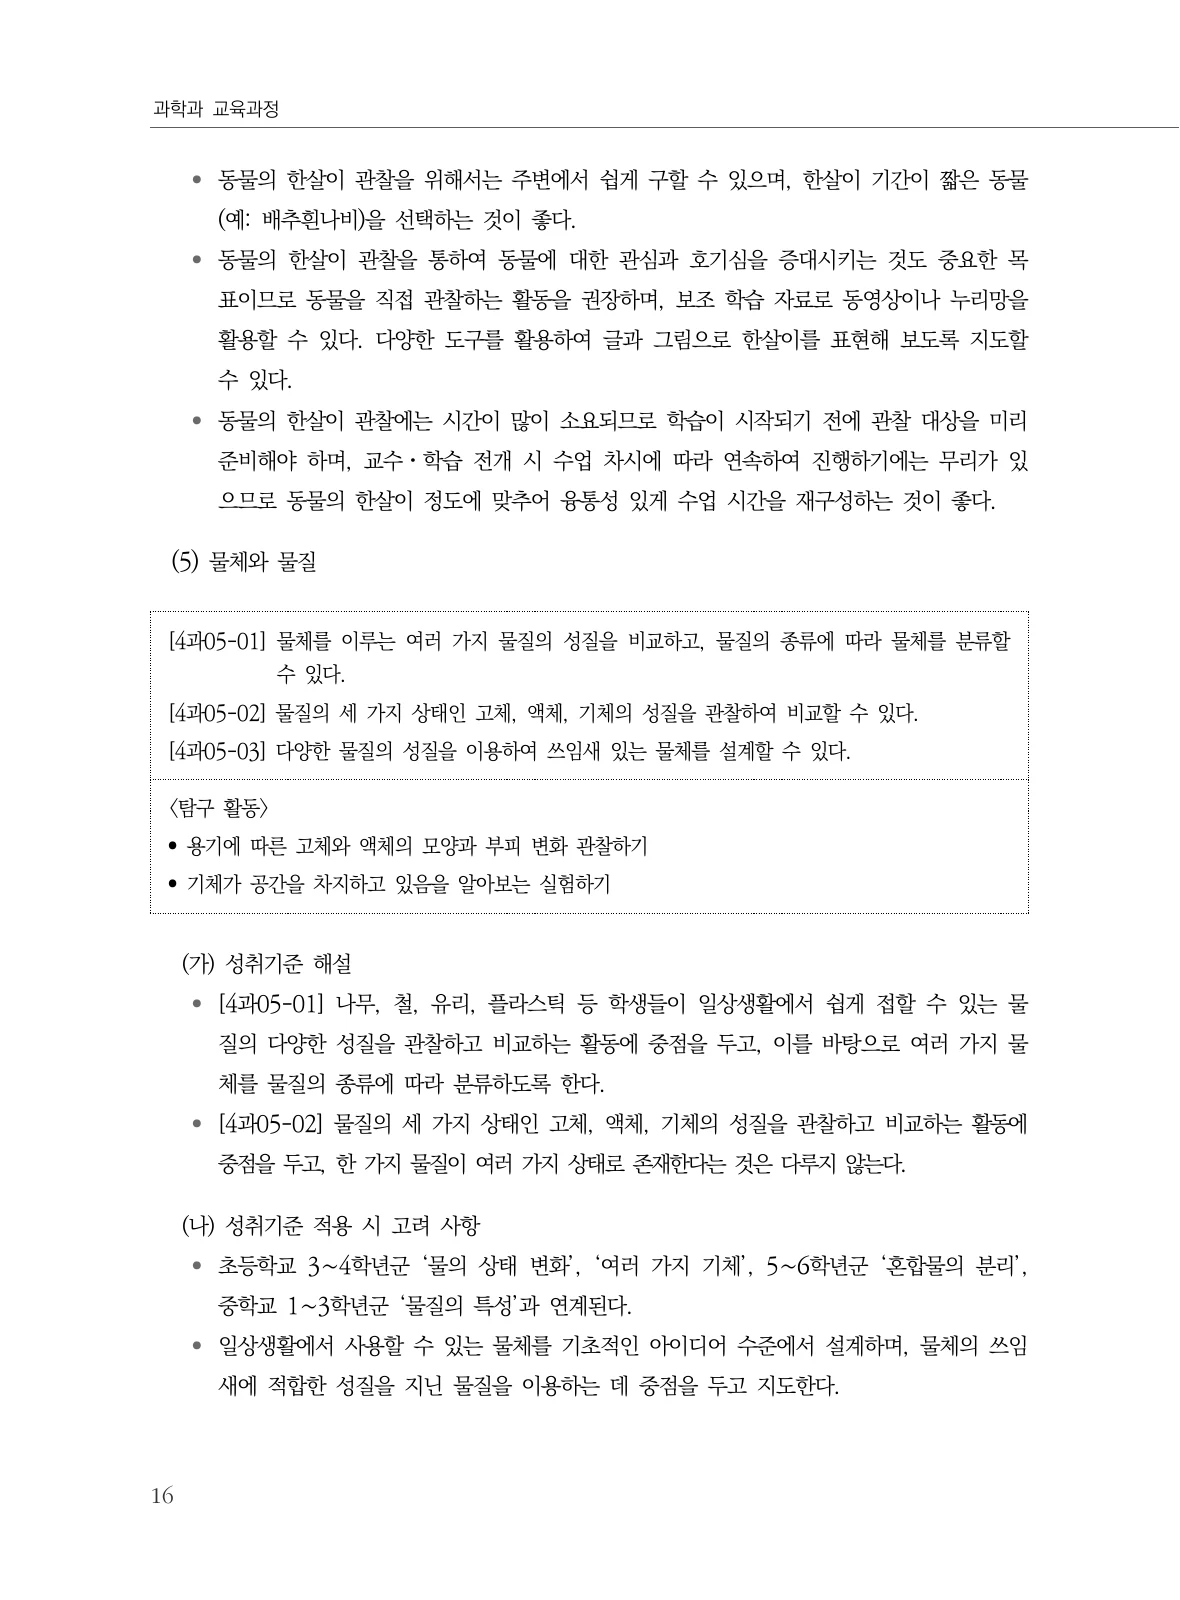 과학과 교육과정
• 동물의 한살이 관찰을 위해서는 주변에서 쉽게 구할 수 있으며, 한살이 기간이 짧은 동물
(예: 배추흰나비)을 선택하는 것이 좋다.
• 동물의 한살이 관찰을 통하여 동물에 대한 관심과 호기심을 증대시키는 것도 중요한 목
표이므로 동물을 직접 관찰하는 활동을 권장하며, 보조 학습 자료로 동영상이나 누리망을
활용할 수 있다. 다양한 도구를 활용하여 글과 그림으로 한살이를 표현해 보도록 지도할
수 있다.
• 동물의 한살이 관찰에는 시간이 많이 소요되므로 학습이 시작되기 전에 관찰 대상을 미리
준비해야 하며, 교수·학습 전개 시 수업 차시에 따라 연속하여 진행하기에는 무리가 있
으므로 동물의 한살이 정도에 맞추어 융통성 있게 수업 시간을 재구성하는 것이 좋다.
(5) 물체와 물질
[4과05-01] 물체를 이루는 여러 가지 물질의 성질을 비교하고, 물질의 종류에 따라 물체를 분류할
수 있다.
[4과05-02] 물질의 세 가지 상태인 고체, 액체, 기체의 성질을 관찰하여 비교할 수 있다.
[4과05-03] 다양한 물질의 성질을 이용하여 쓰임새 있는 물체를 설계할 수 있다.
〈탐구 활동〉
• 용기에 따른 고체와 액체의 모양과 부피 변화 관찰하기
• 기체가 공간을 차지하고 있음을 알아보는 실험하기
(가) 성취기준 해설
• [4과05-01] 나무, 철, 유리, 플라스틱 등 학생들이 일상생활에서 쉽게 접할 수 있는 물
질의 다양한 성질을 관찰하고 비교하는 활동에 중점을 두고, 이를 바탕으로 여러 가지 물
체를 물질의 종류에 따라 분류하도록 한다.
• [4과05-02] 물질의 세 가지 상태인 고체, 액체, 기체의 성질을 관찰하고 비교하는 활동에
중점을 두고, 한 가지 물질이 여러 가지 상태로 존재한다는 것은 다루지 않는다.
(나) 성취기준 적용 시 고려 사항
• 초등학교 3~4학년군 ‘물의 상태 변화’, ‘여러 가지 기체’, 5~6학년군 ‘혼합물의 분리’,
중학교 1~3학년군 ‘물질의 특성’과 연계된다.
• 일상생활에서 사용할 수 있는 물체를 기초적인 아이디어 수준에서 설계하며, 물체의 쓰임
새에 적합한 성질을 지닌 물질을 이용하는 데 중점을 두고 지도한다.
16